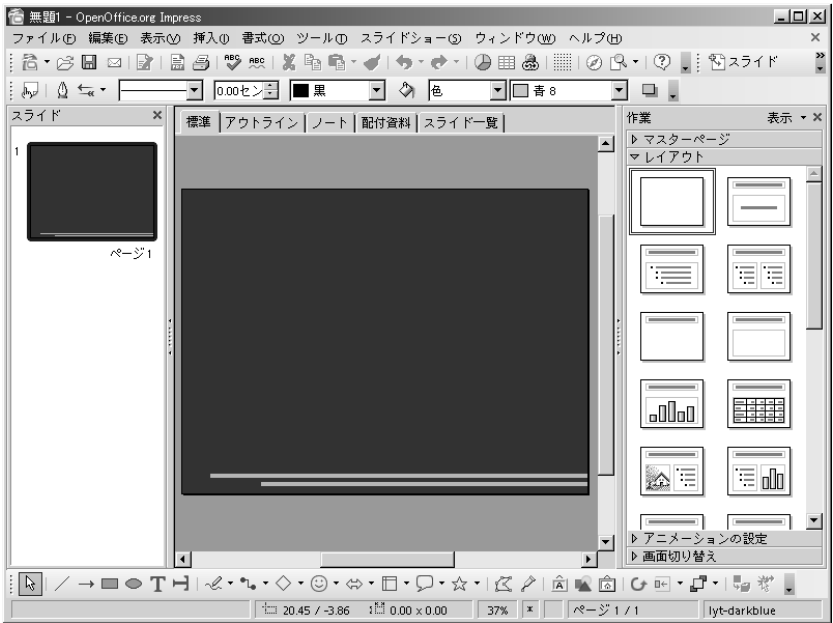 無題1 - OpenOffice.org Impress
ファイル(F) 編集(E) 表示(V) 挿入(I) 書式(O) ツール(T) スライドショー(S) ウィンドウ(W) ヘルプ(H)
ABC ABC スライド
0.00セン 黒 色 青 8
スライド
標準 アウトライン ノート 配付資料 スライド一覧
作業 表示
マスターページ
レイアウト
1
ページ 1
アニメーションの設定
画面切り替え
20.45 / -3.86 0.00 x 0.00 37% * ページ 1 / 1 lyt-darkblue